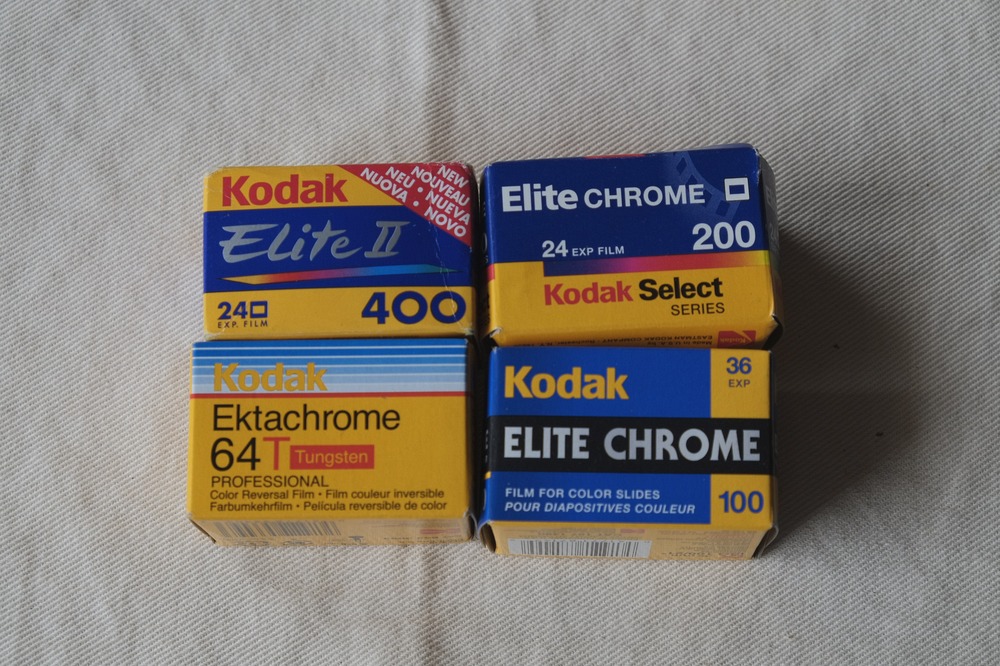 Kodak
NEW
NOUVEAU
NEU • NUEVA
NUOVA • NOVO
Elite II
24
EXP. FILM
400
Elite CHROME
200
24 EXP FILM
Kodak Select
SERIES
Kodak
Ektachrome
64T Tungsten
PROFESSIONAL
Color Reversal Film • Film couleur inversible
Farbumkehrfilm • Película reversible de color
Kodak
36
EXP
ELITE CHROME
FILM FOR COLOR SLIDES
POUR DIAPOSITIVES COULEUR
100